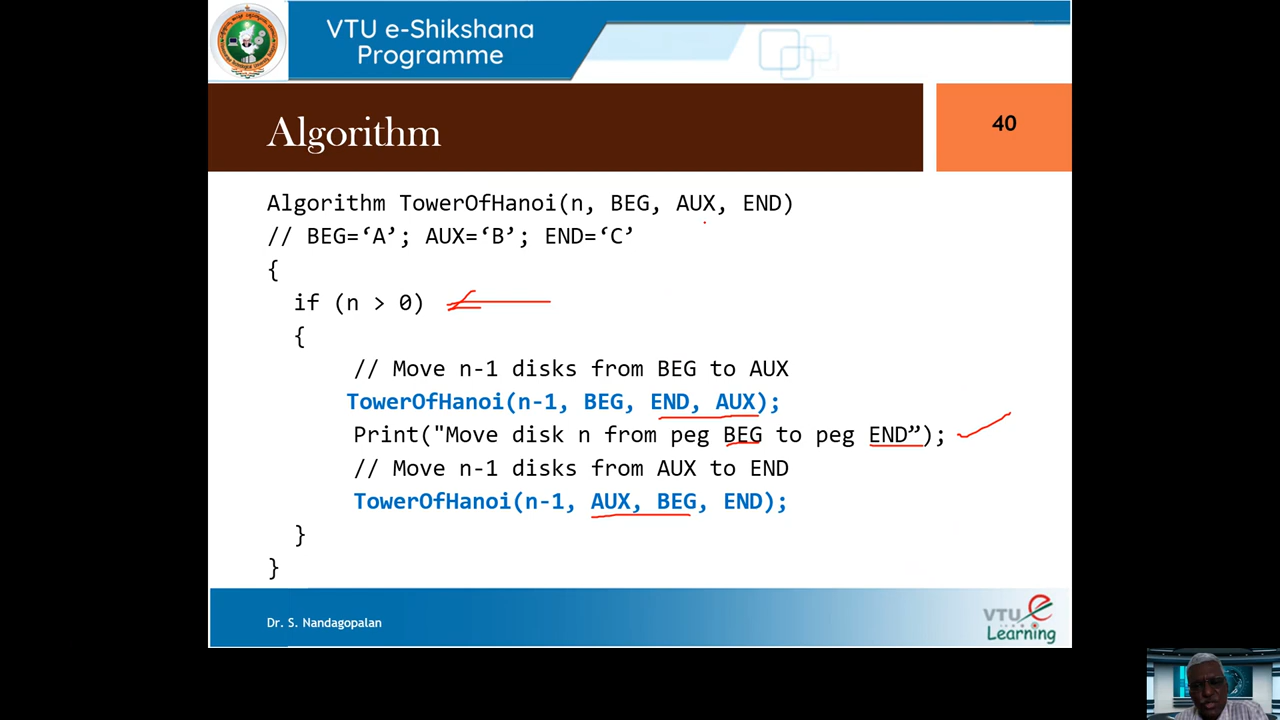 VTU e-Shikshana
Programme
Algorithm
40
Algorithm TowerOfHanoi(n, BEG, AUX, END)
// BEG=‘A’; AUX=‘B’; END=‘C’
{
if (n > 0)
{
// Move n-1 disks from BEG to AUX
TowerOfHanoi(n-1, BEG, END, AUX);
Print("Move disk n from peg BEG to peg END”);
// Move n-1 disks from AUX to END
TowerOfHanoi(n-1, AUX, BEG, END);
}
}
Dr. S. Nandagopalan
VTU e
Learning